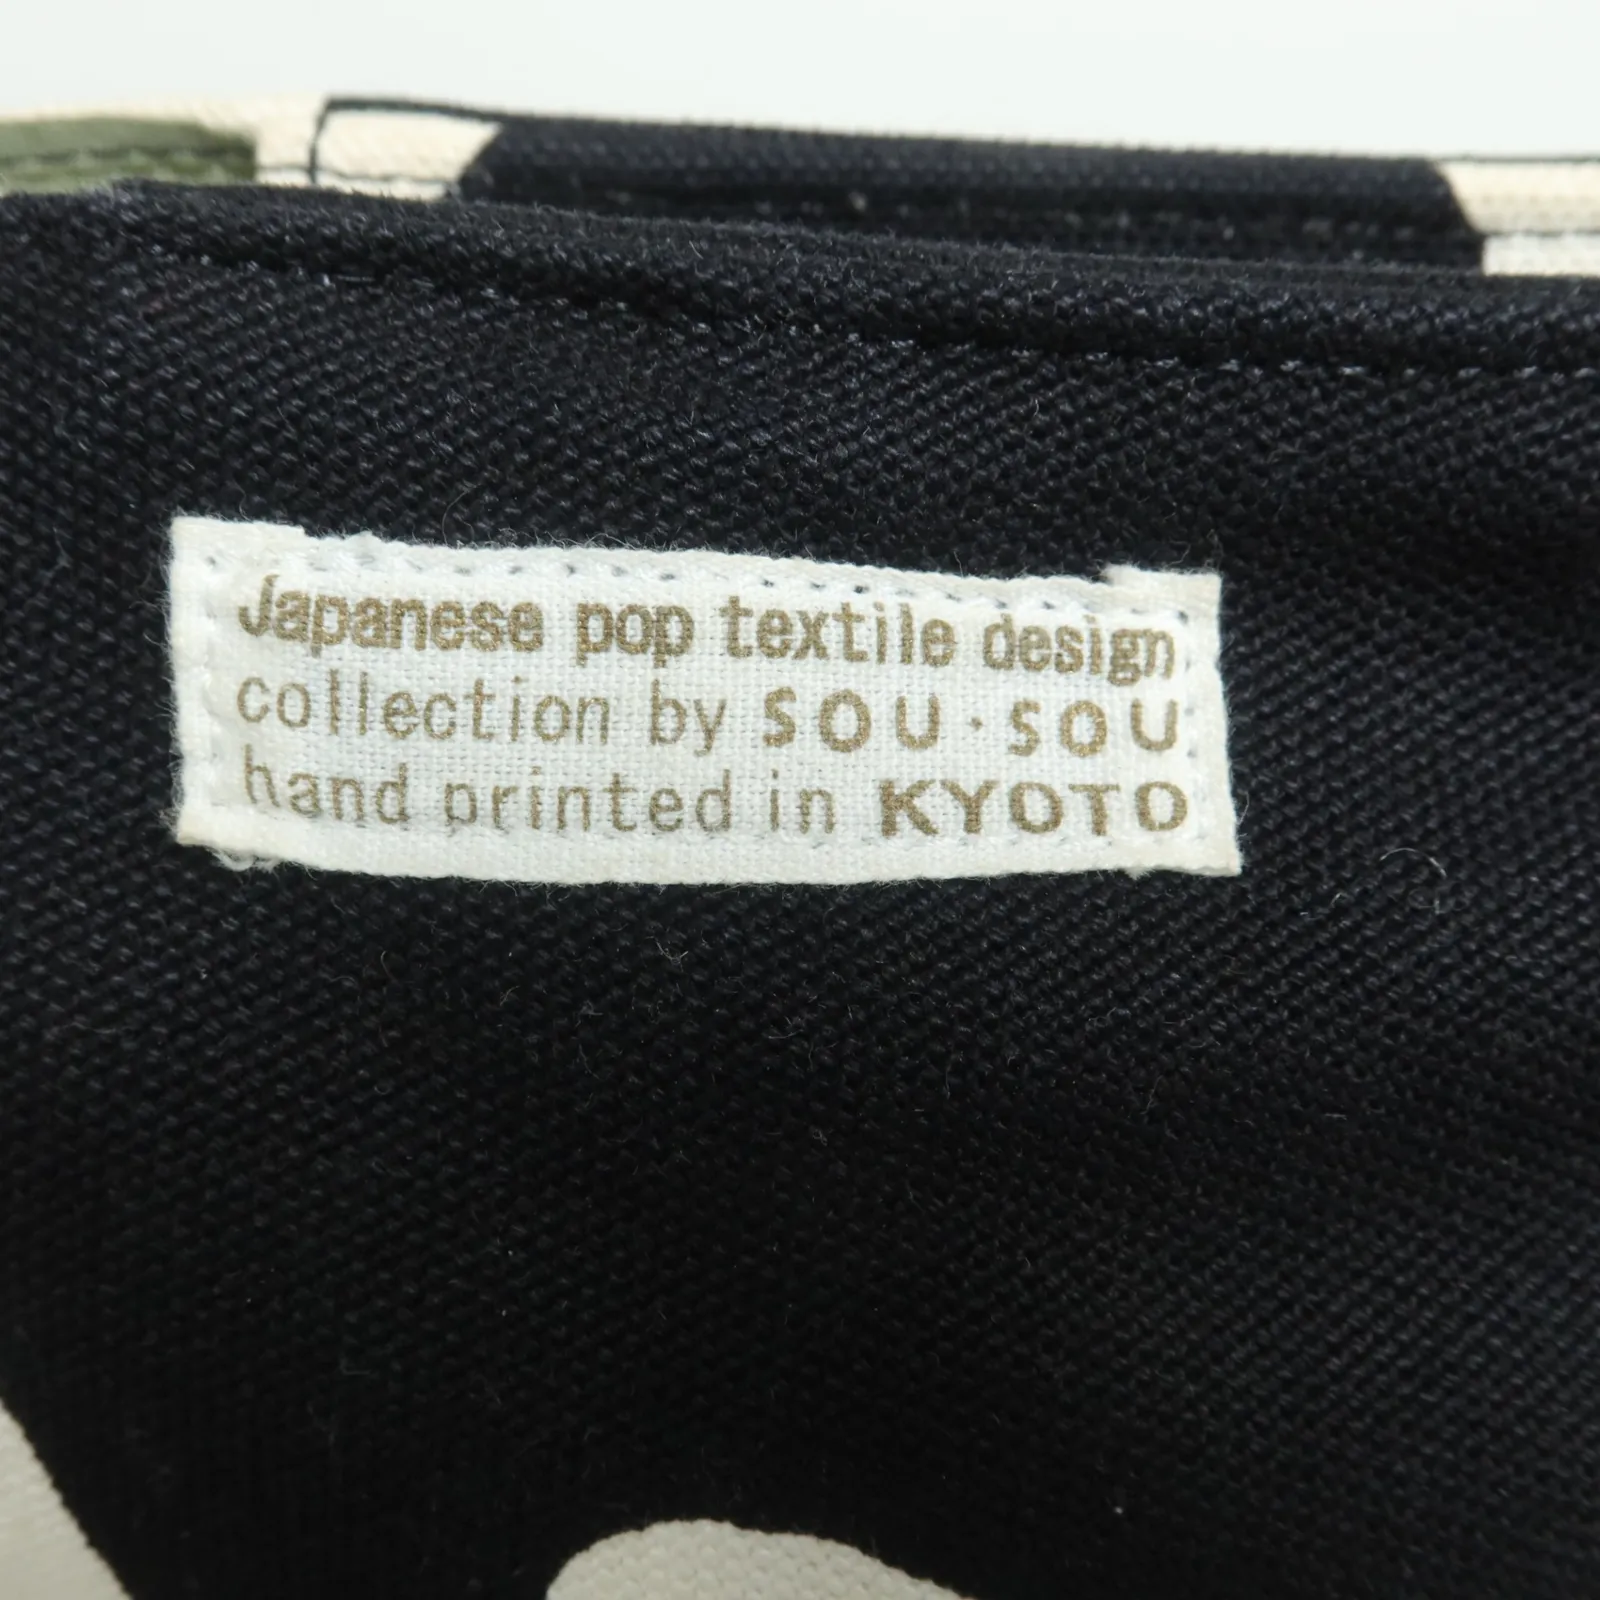 Japanese pop textile design
collection by SOU・SOU
hand printed in KYOTO